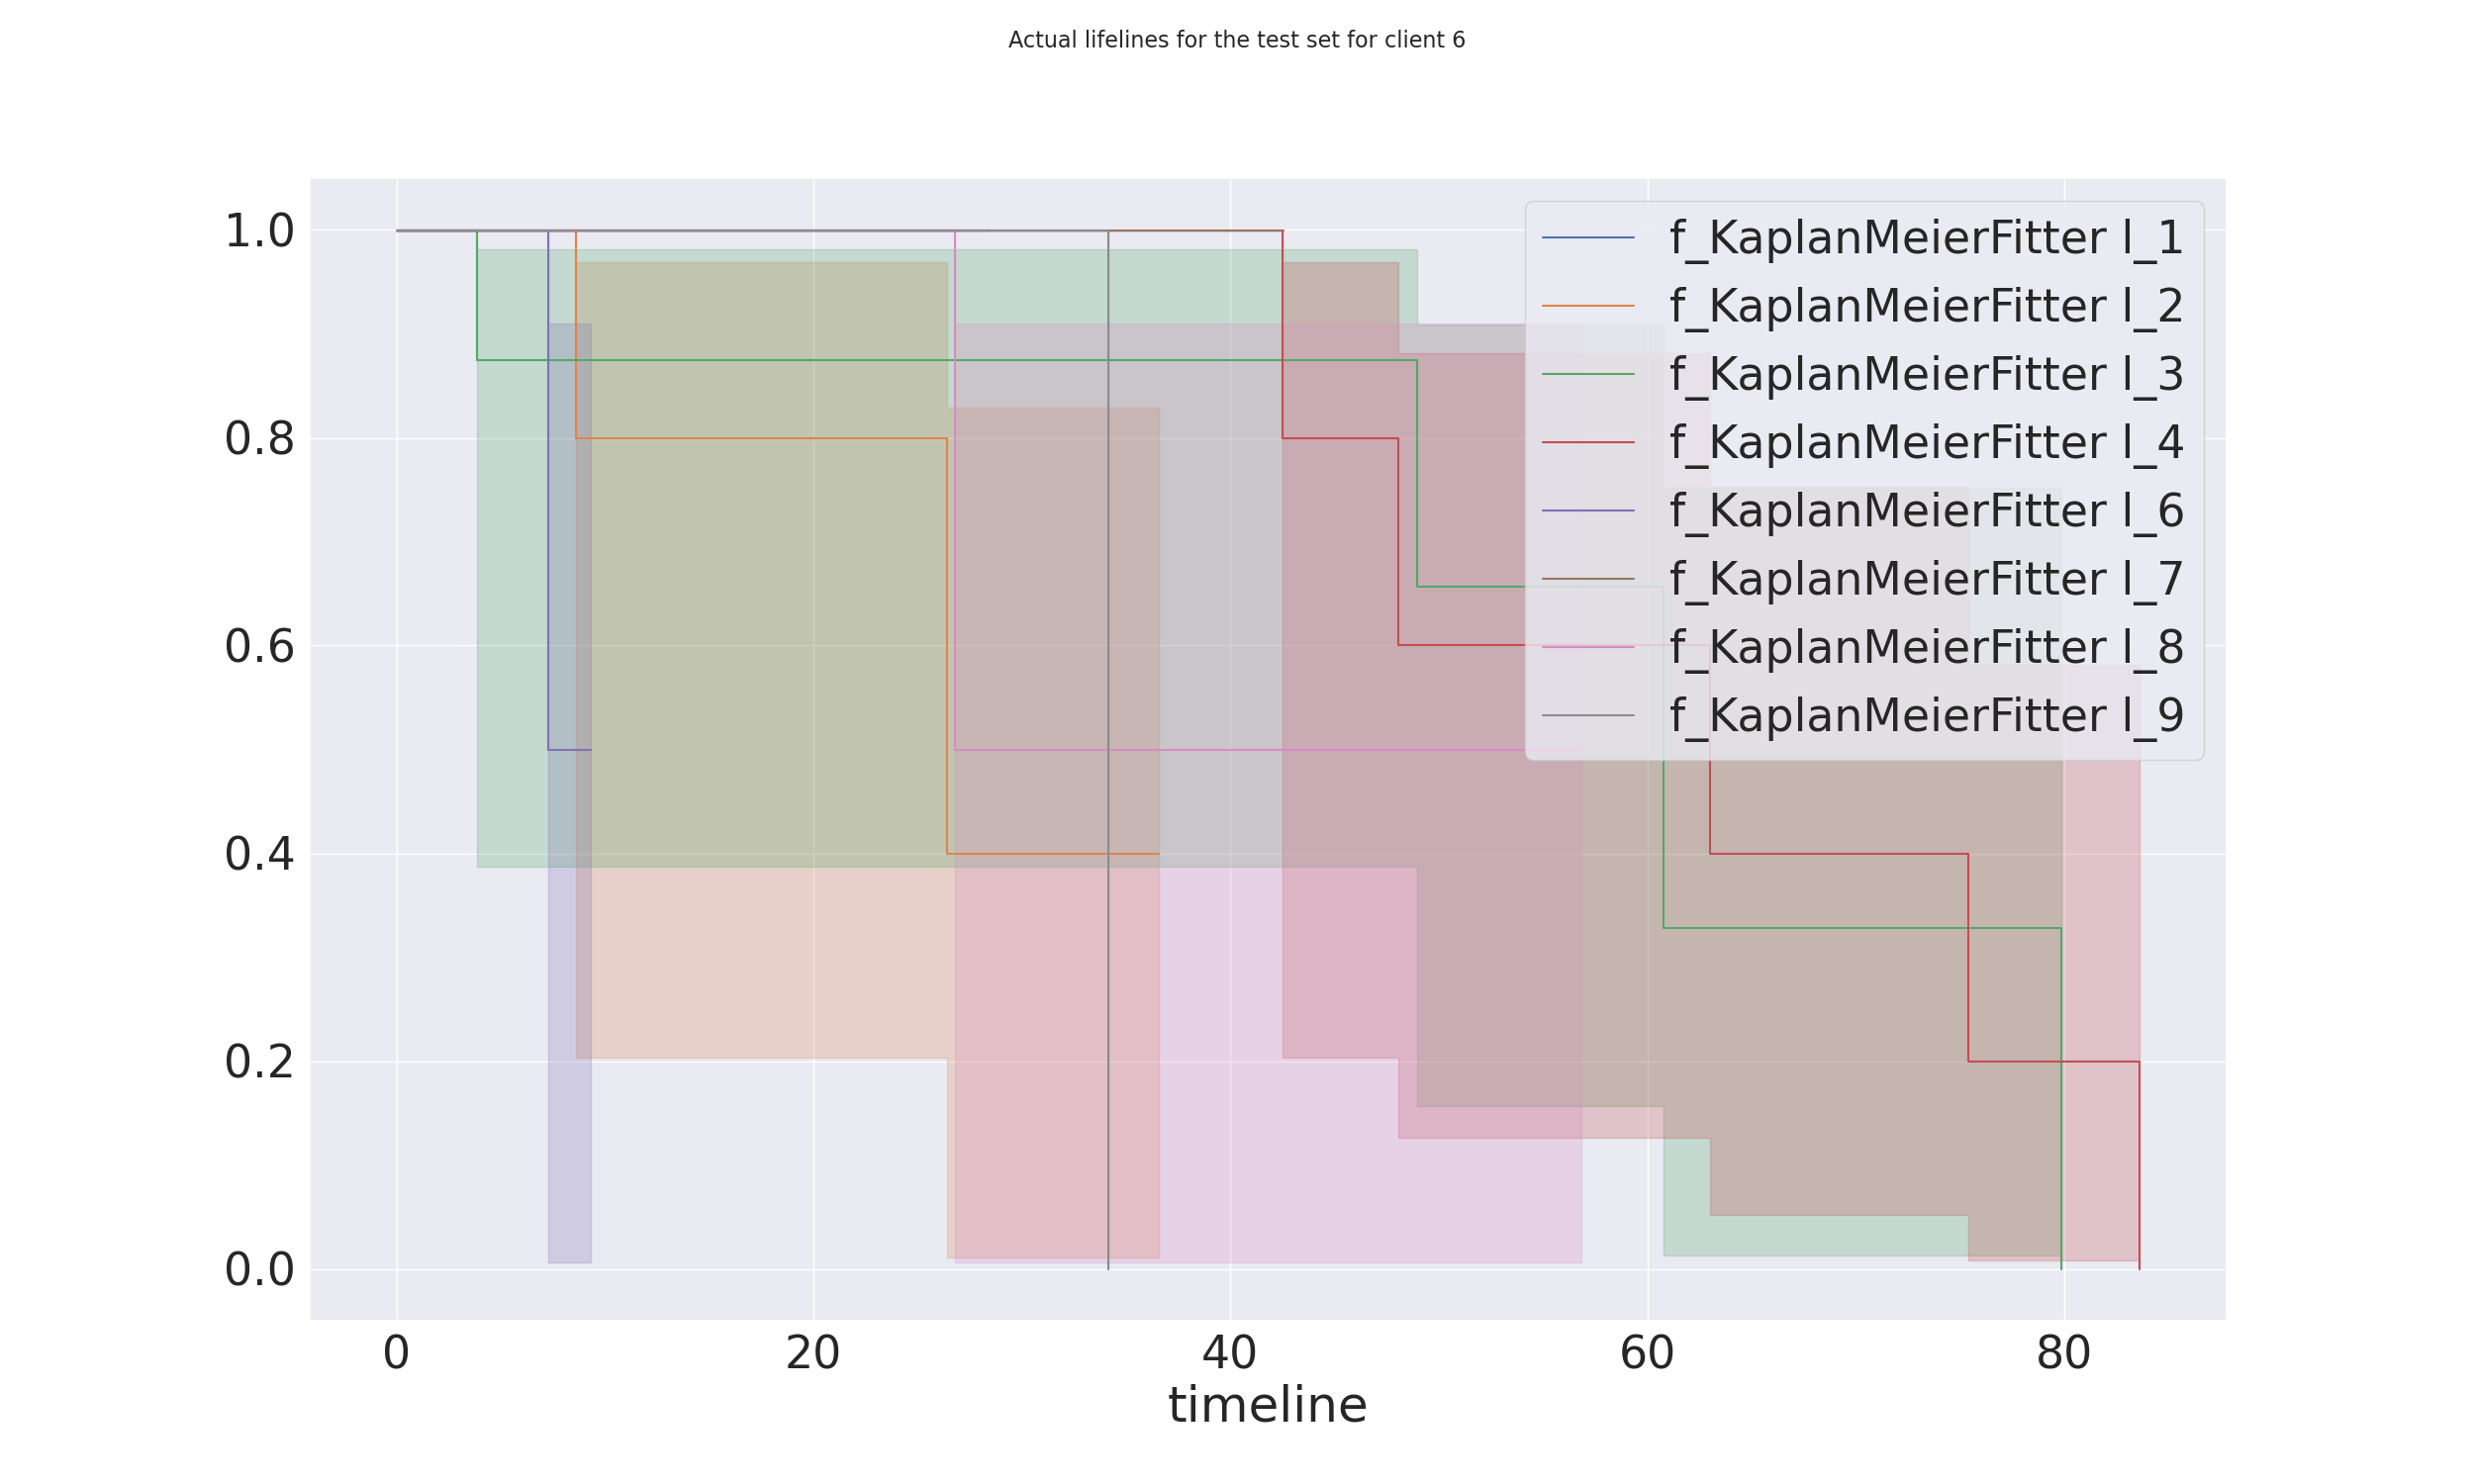 Actual lifelines for the test set for client 6
1.0
0.8
0.6
0.4
0.2
0.0
f_KaplanMeierFitter l_1
f_KaplanMeierFitter l_2
f_KaplanMeierFitter l_3
f_KaplanMeierFitter l_4
f_KaplanMeierFitter l_6
f_KaplanMeierFitter l_7
f_KaplanMeierFitter l_8
f_KaplanMeierFitter l_9
0 20 40 60 80
timeline